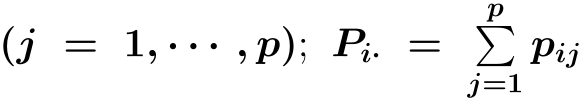 (j = 1, ⋯ , p); P_{i·} = \sum_{j=1}^{p} p_{ij}